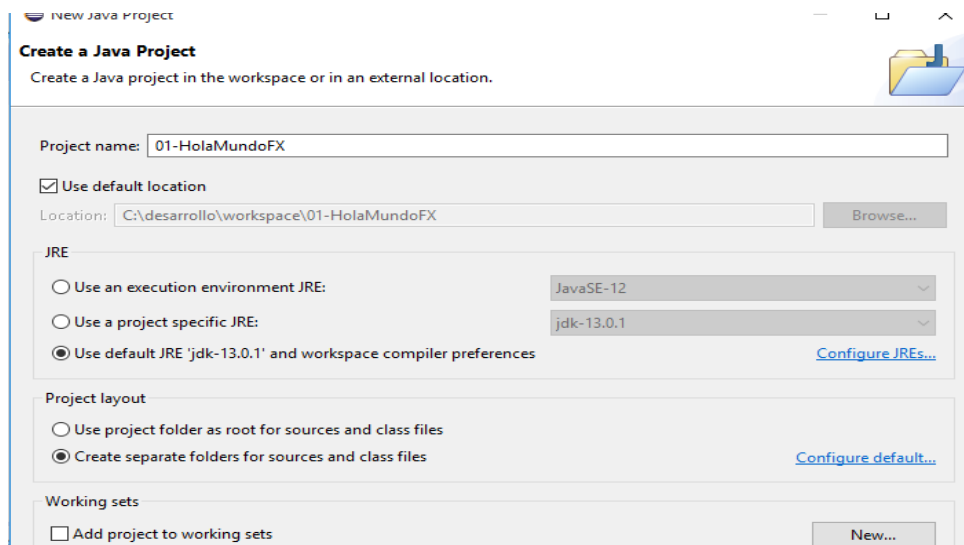 New Java Project
Create a Java Project
Create a Java project in the workspace or in an external location.
Project name: 01-HolaMundoFX
Use default location
Location: C:\desarrollo\workspace\01-HolaMundoFX Browse...
JRE
Use an execution environment JRE: JavaSE-12
Use a project specific JRE: jdk-13.0.1
Use default JRE 'jdk-13.0.1' and workspace compiler preferences Configure JREs...
Project layout
Use project folder as root for sources and class files
Create separate folders for sources and class files Configure default...
Working sets
Add project to working sets New...